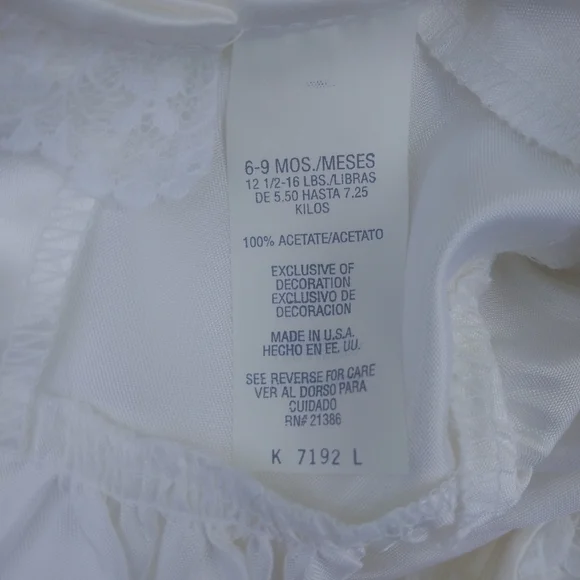 6-9 MOS./MESES
12 1/2-16 LBS./LIBRAS
DE 5.50 HASTA 7.25
KILOS
100% ACETATE/ACETATO
EXCLUSIVE OF
DECORATION
EXCLUSIVO DE
DECORACION
MADE IN U.S.A.
HECHO EN EE. UU.
SEE REVERSE FOR CARE
VER AL DORSO PARA
CUIDADO
RN# 21386
K 7192 L